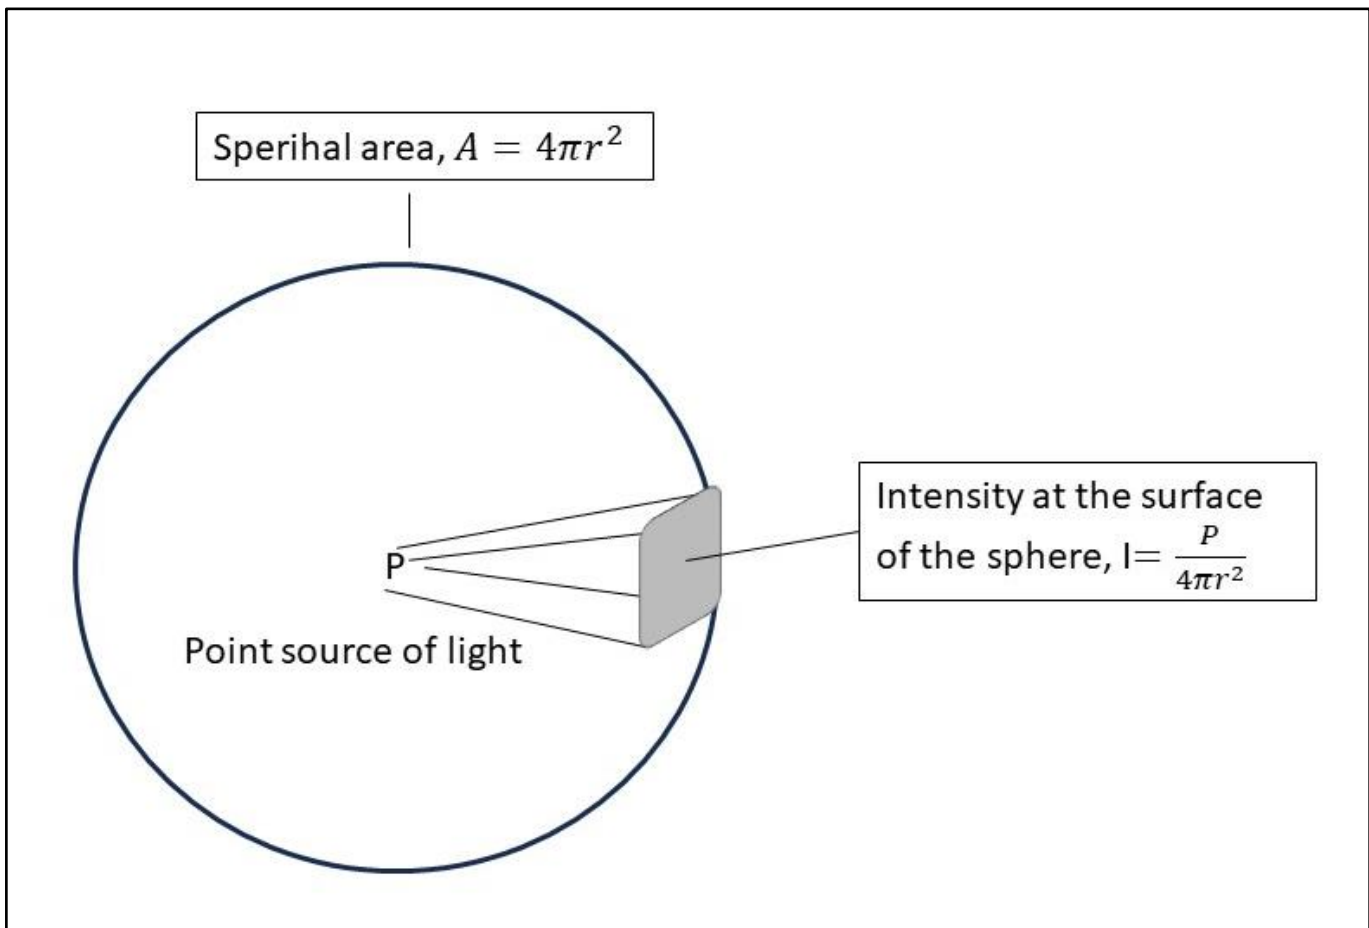 Sperihal area, A = 4πr²
P
Point source of light
Intensity at the surface
of the sphere, I= P/4πr²